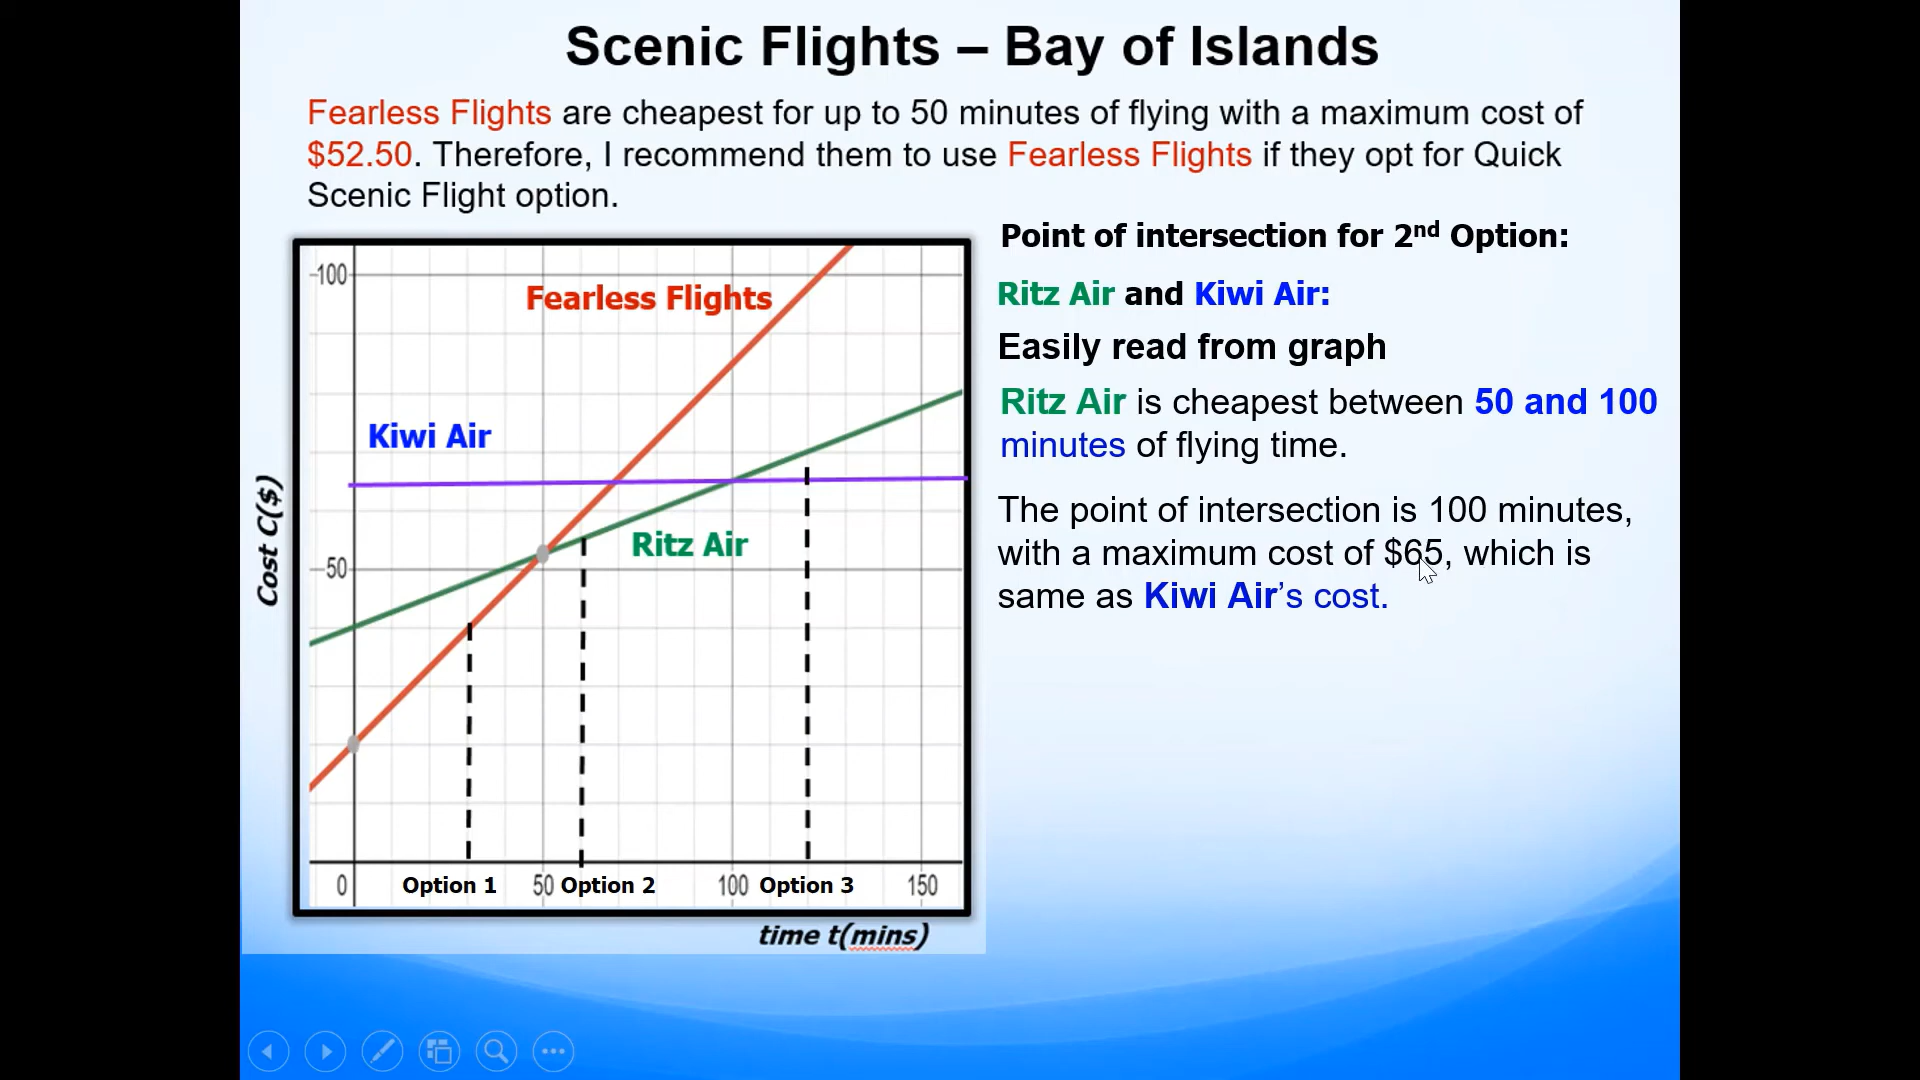 Scenic Flights – Bay of Islands
Fearless Flights are cheapest for up to 50 minutes of flying with a maximum cost of
$52.50. Therefore, I recommend them to use Fearless Flights if they opt for Quick
Scenic Flight option.
100
Fearless Flights
Kiwi Air
Ritz Air
50
Cost C($)
0 Option 1 50 Option 2 100 Option 3 150
time t(mins)
Point of intersection for 2nd Option:
Ritz Air and Kiwi Air:
Easily read from graph
Ritz Air is cheapest between 50 and 100
minutes of flying time.
The point of intersection is 100 minutes,
with a maximum cost of $65, which is
same as Kiwi Air’s cost.